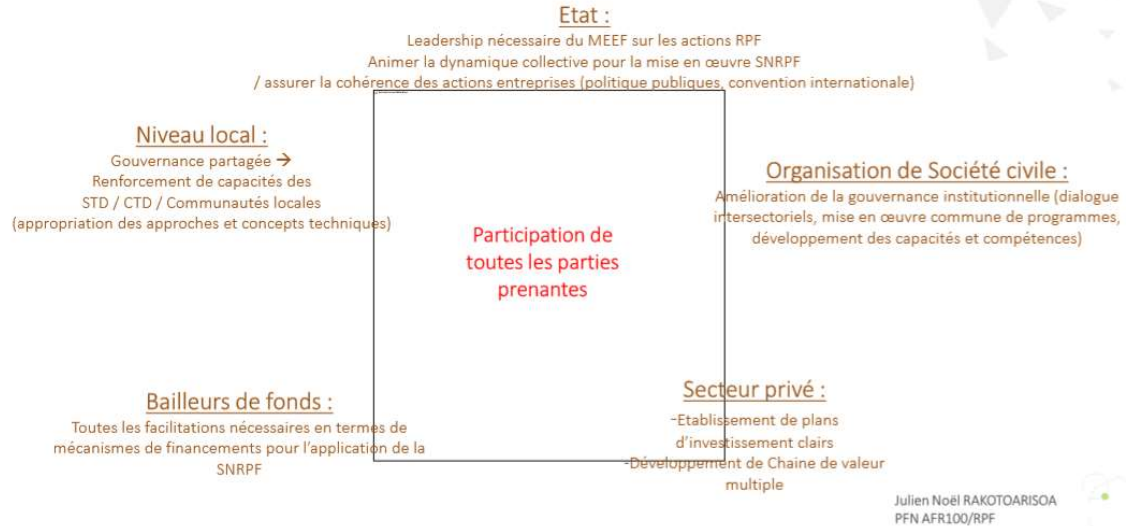 Etat :
Leadership nécessaire du MEEF sur les actions RPF
Animer la dynamique collective pour la mise en œuvre SNRPF
/ assurer la cohérence des actions entreprises (politique publiques, convention internationale)
Niveau local :
Gouvernance partagée →
Renforcement de capacités des
STD / CTD / Communautés locales
(appropriation des approches et concepts techniques)
Organisation de Société civile :
Amélioration de la gouvernance institutionnelle (dialogue
intersectoriels, mise en œuvre commune de programmes,
développement des capacités et compétences)
Participation de
toutes les parties
prenantes
Bailleurs de fonds :
Toutes les facilitations nécessaires en termes de
mécanismes de financements pour l'application de la
SNRPF
Secteur privé :
-Etablissement de plans
d'investissement clairs
-Développement de Chaine de valeur
multiple
Julien Noël RAKOTOARISOA
PFN AFR100/RPF